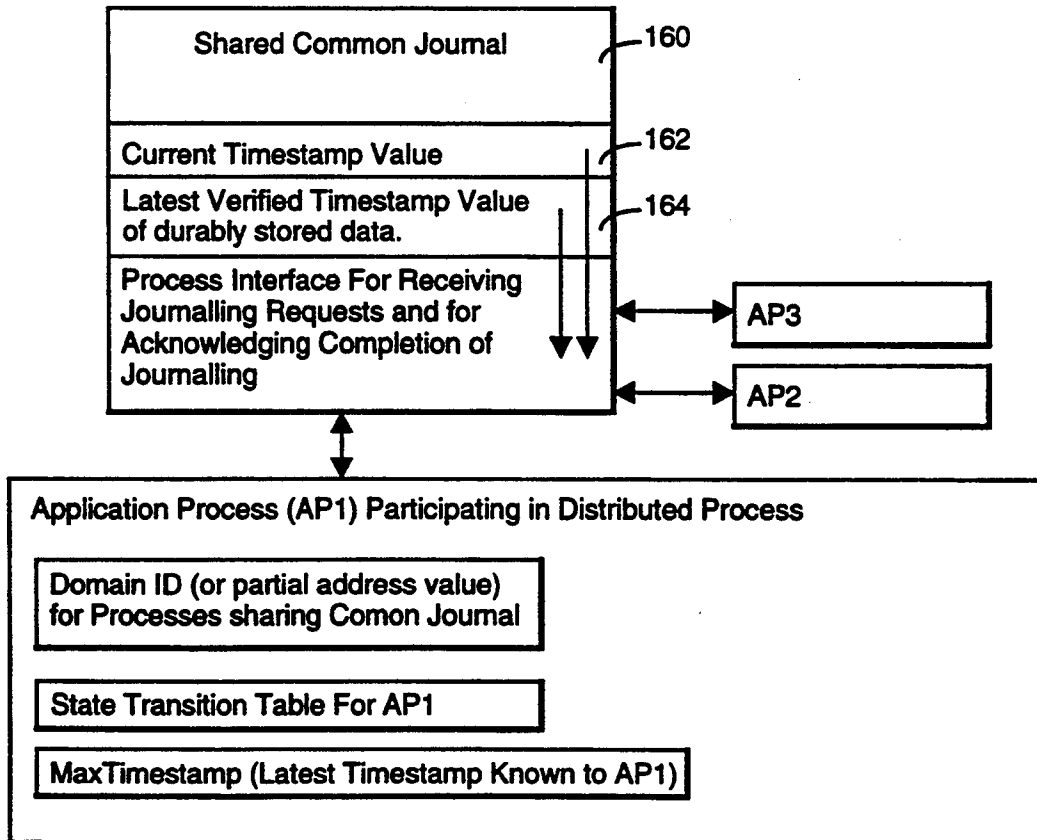 Shared Common Journal
160
Current Timestamp Value
162
Latest Verified Timestamp Value
of durably stored data.
164
Process Interface For Receiving
Journalling Requests and for
Acknowledging Completion of
Journalling
AP3
AP2
Application Process (AP1) Participating in Distributed Process
Domain ID (or partial address value)
for Processes sharing Comon Journal
State Transition Table For AP1
MaxTimestamp (Latest Timestamp Known to AP1)